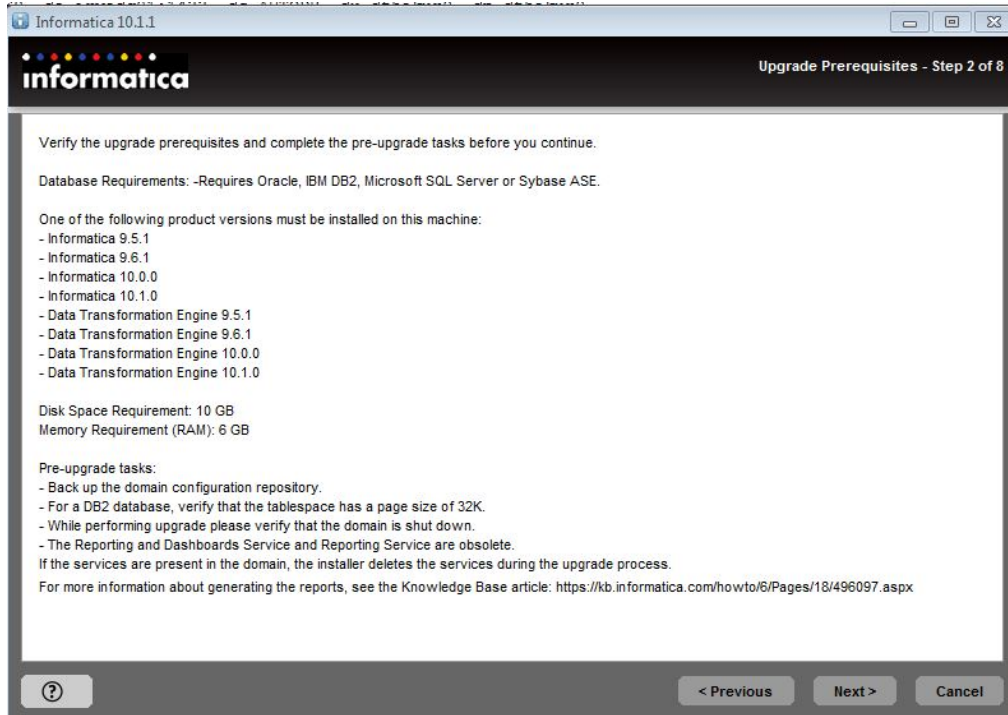 Informatica 10.1.1
informatica
Upgrade Prerequisites - Step 2 of 8
Verify the upgrade prerequisites and complete the pre-upgrade tasks before you continue.
Database Requirements: -Requires Oracle, IBM DB2, Microsoft SQL Server or Sybase ASE.
One of the following product versions must be installed on this machine:
- Informatica 9.5.1
- Informatica 9.6.1
- Informatica 10.0.0
- Informatica 10.1.0
- Data Transformation Engine 9.5.1
- Data Transformation Engine 9.6.1
- Data Transformation Engine 10.0.0
- Data Transformation Engine 10.1.0
Disk Space Requirement: 10 GB
Memory Requirement (RAM): 6 GB
Pre-upgrade tasks:
- Back up the domain configuration repository.
- For a DB2 database, verify that the tablespace has a page size of 32K.
- While performing upgrade please verify that the domain is shut down.
- The Reporting and Dashboards Service and Reporting Service are obsolete.
If the services are present in the domain, the installer deletes the services during the upgrade process.
For more information about generating the reports, see the Knowledge Base article: https://kb.informatica.com/howto/6/Pages/18/496097.aspx
?
< Previous
Next >
Cancel